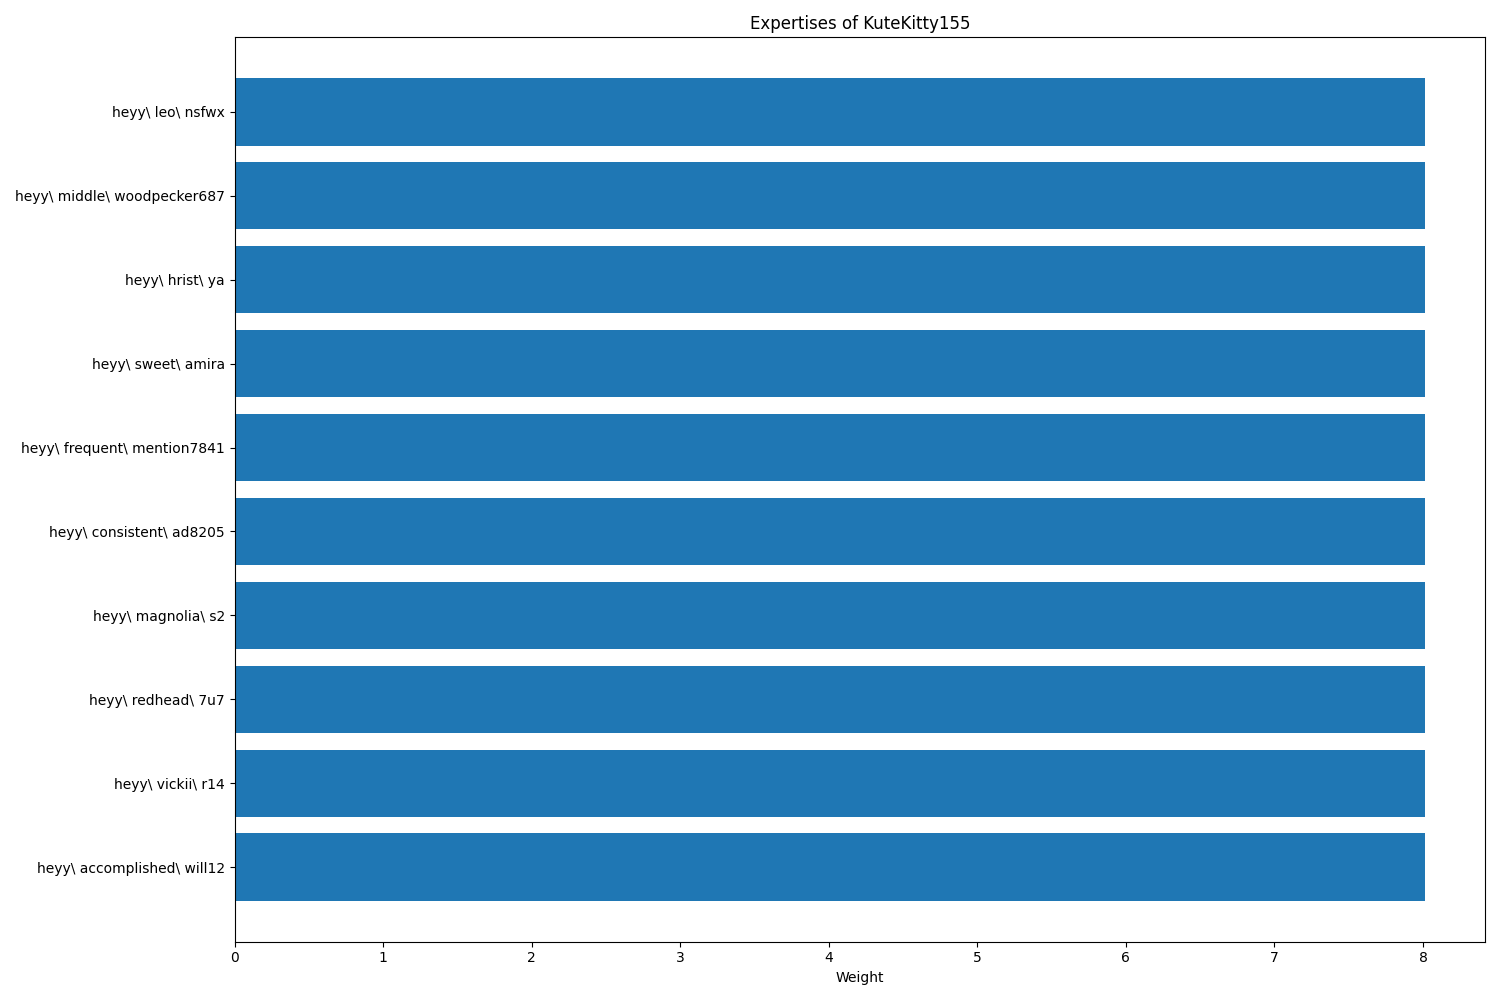 Expertises of KuteKitty155
heyy\ leo\ nsfwx
heyy\ middle\ woodpecker687
heyy\ hrist\ ya
heyy\ sweet\ amira
heyy\ frequent\ mention7841
heyy\ consistent\ ad8205
heyy\ magnolia\ s2
heyy\ redhead\ 7u7
heyy\ vickii\ r14
heyy\ accomplished\ will12
0 1 2 3 4 5 6 7 8
Weight